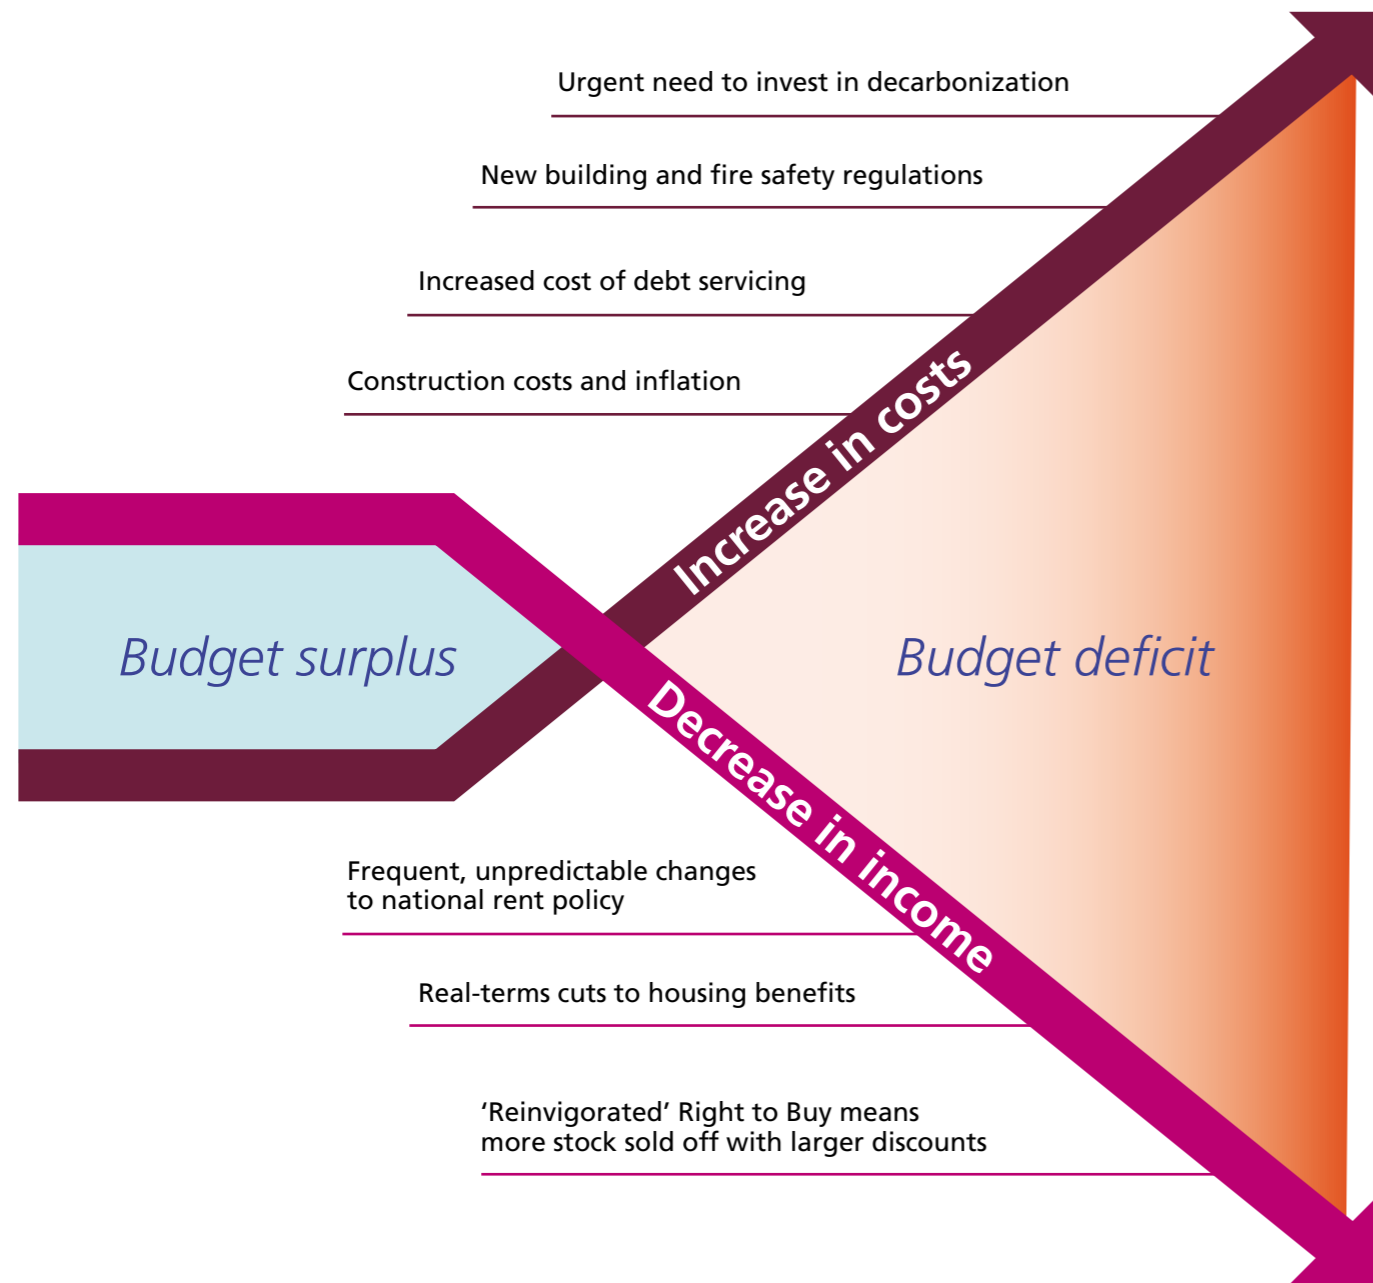 Urgent need to invest in decarbonization
New building and fire safety regulations
Increased cost of debt servicing
Construction costs and inflation
Increase in costs
Budget surplus
Budget deficit
Decrease in income
Frequent, unpredictable changes
to national rent policy
Real-terms cuts to housing benefits
‘Reinvigorated’ Right to Buy means
more stock sold off with larger discounts